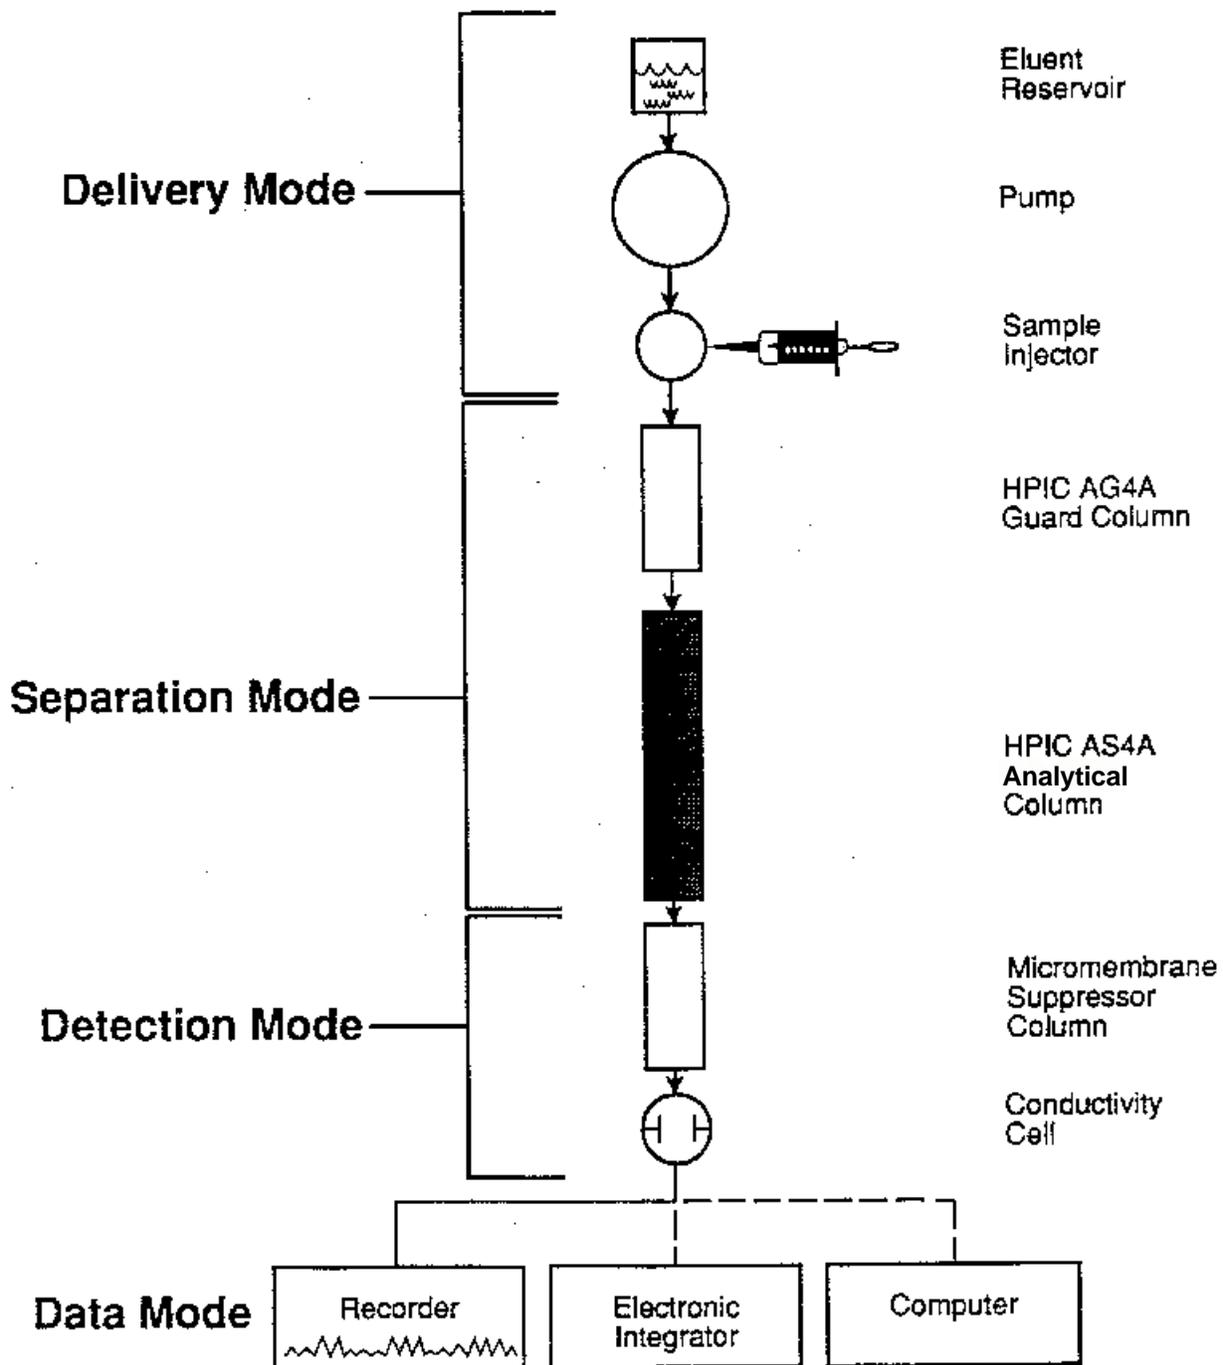 Eluent
Reservoir
Delivery Mode
Pump
Sample
Injector
HPIC AG4A
Guard Column
Separation Mode
HPIC AS4A
Analytical
Column
Micromembrane
Suppressor
Column
Detection Mode
Conductivity
Cell
Data Mode
Recorder
Electronic
Integrator
Computer